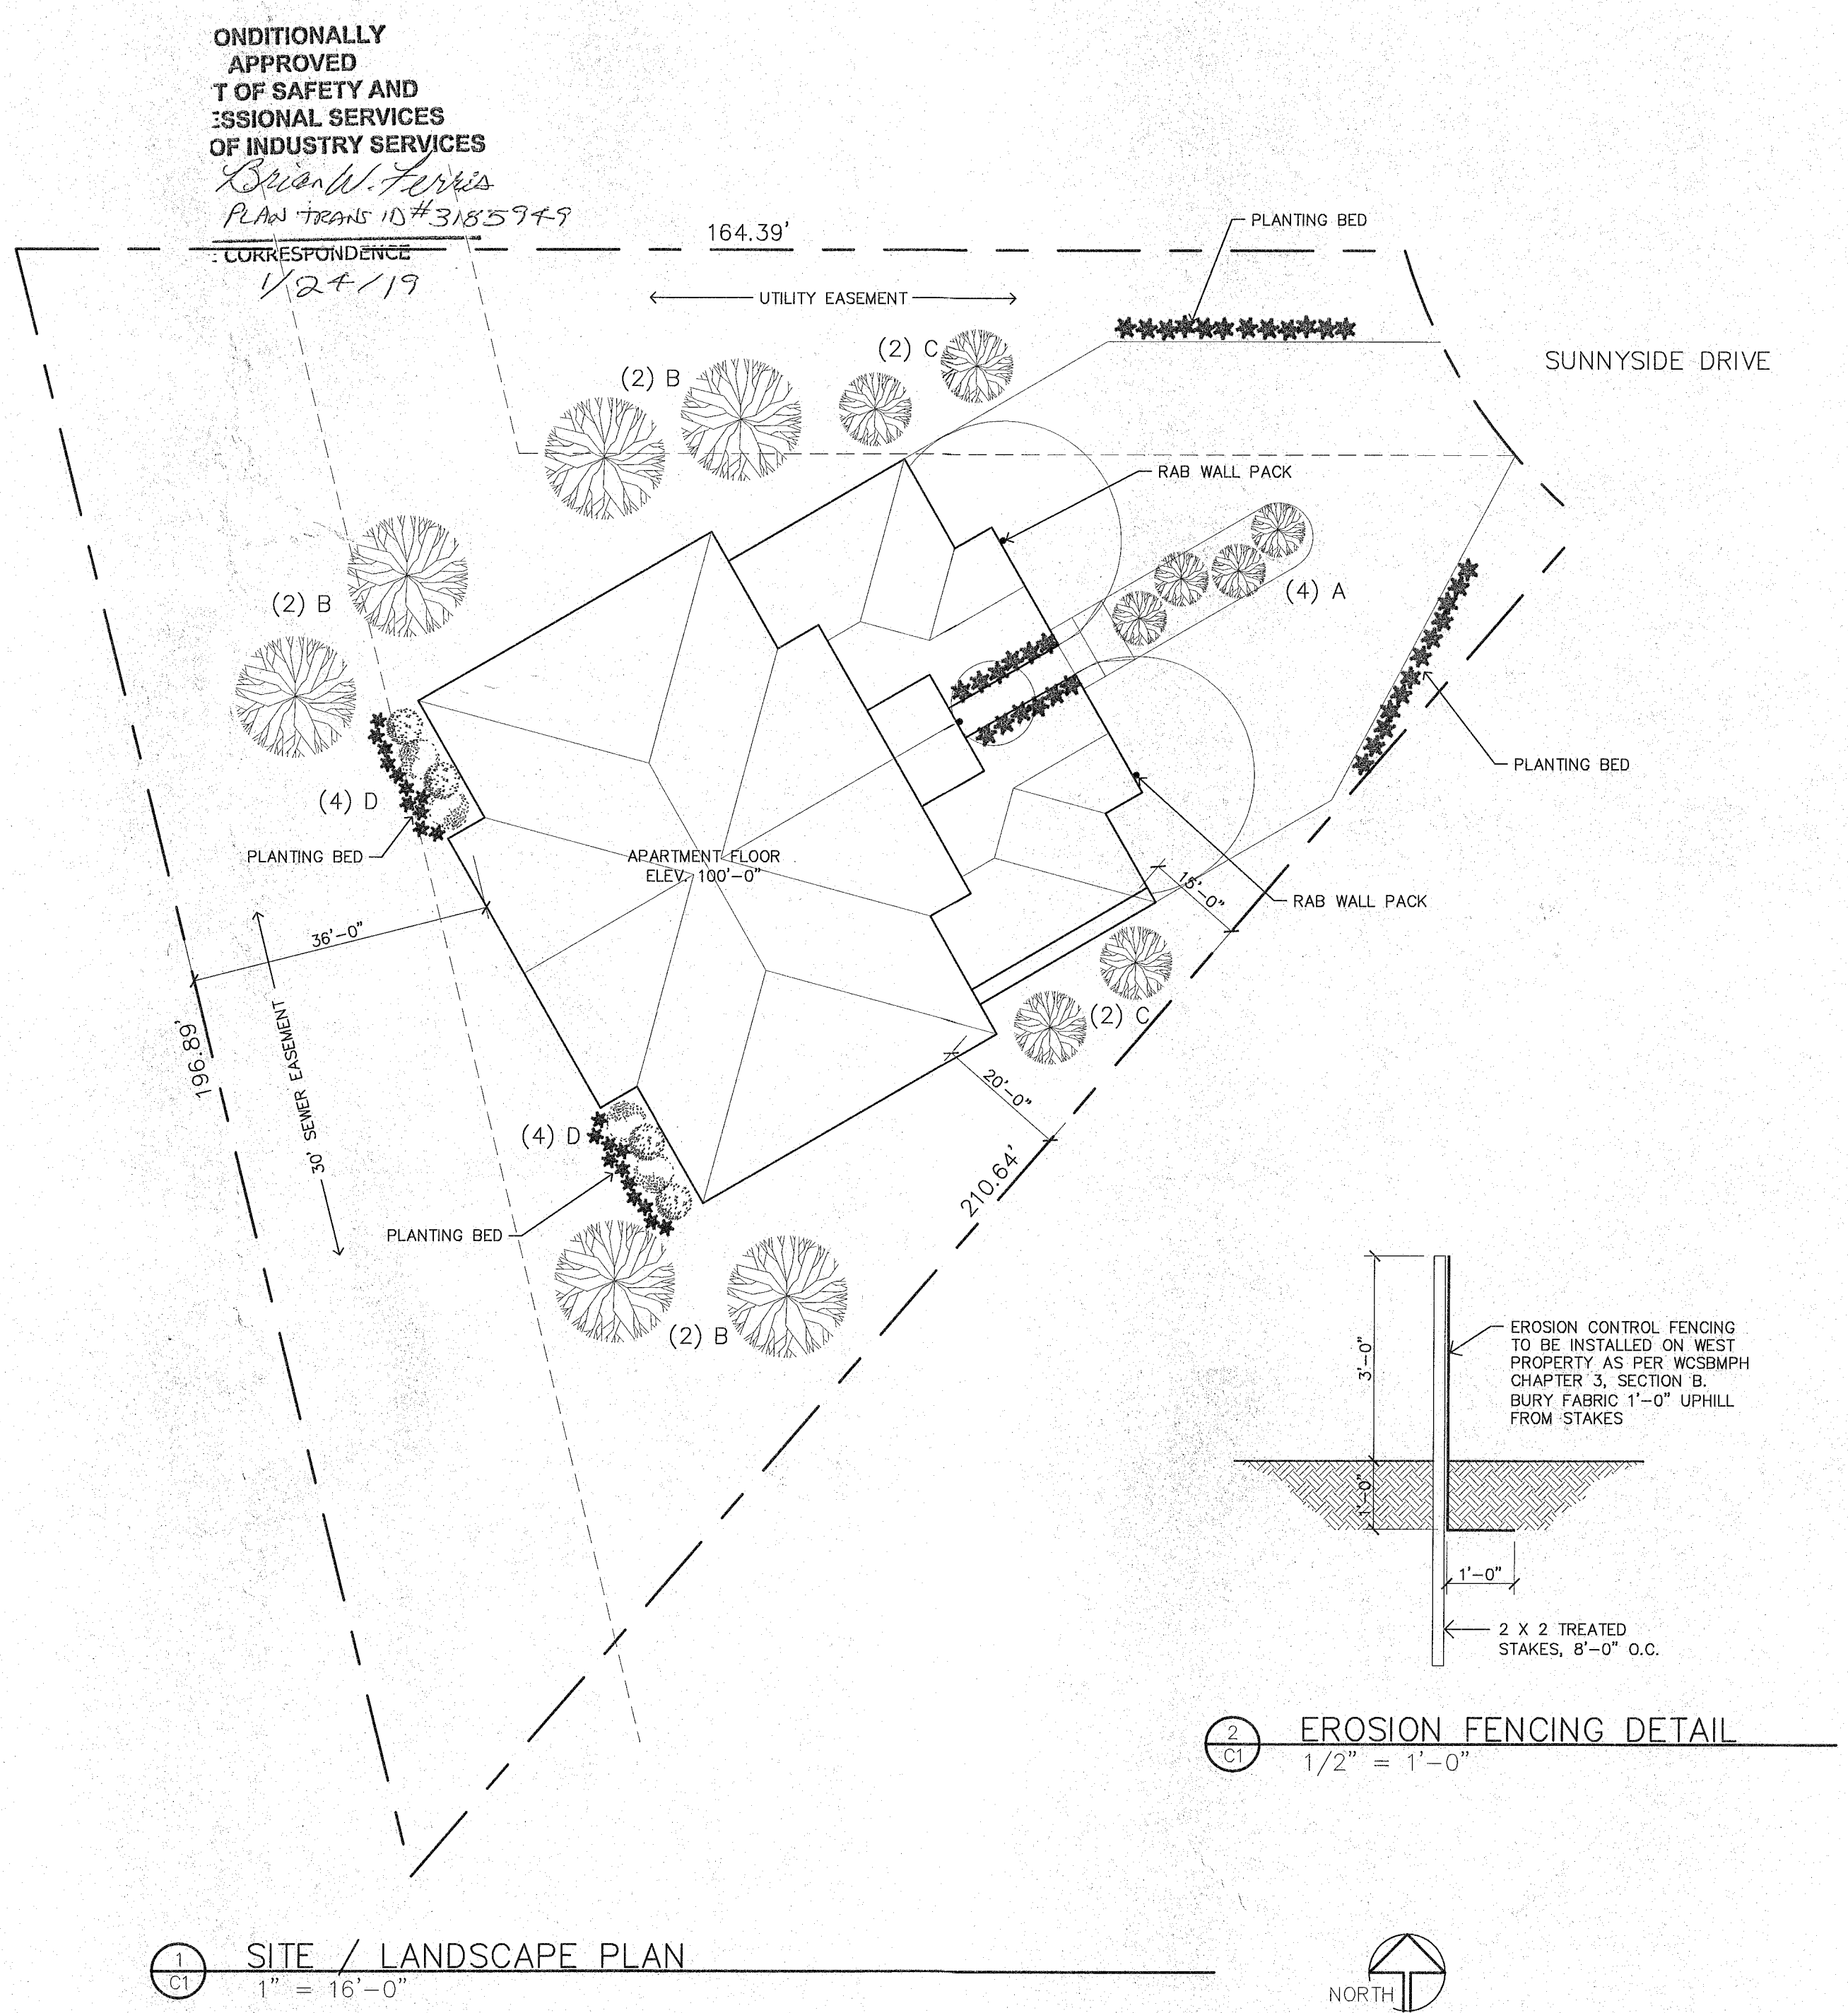 ONDITIONALLY
APPROVED
T OF SAFETY AND
ESSIONAL SERVICES
OF INDUSTRY SERVICES
Brian W. Ferris
PLAN TRANS ID#3185949
CORRESPONDENCE
1/24/19
164.39'
PLANTING BED
UTILITY EASEMENT
SUNNYSIDE DRIVE
(2) C
(2) B
RAB WALL PACK
(4) A
(2) B
PLANTING BED
(4) D
PLANTING BED
APARTMENT FLOOR
ELEV. 100'-0"
15'-0"
RAB WALL PACK
36'-0"
(2) C
196.89'
30' SEWER EASEMENT
20'-0"
(4) D
210.64'
PLANTING BED
(2) B
3'-0"
EROSION CONTROL FENCING
TO BE INSTALLED ON WEST
PROPERTY AS PER WCSBMPH
CHAPTER 3, SECTION B.
BURY FABRIC 1'-0" UPHILL
FROM STAKES
1'-0"
1'-0"
2 X 2 TREATED
STAKES, 8'-0" O.C.
2
C1
EROSION FENCING DETAIL
1/2" = 1'-0"
1
C1
SITE / LANDSCAPE PLAN
1" = 16'-0"
NORTH